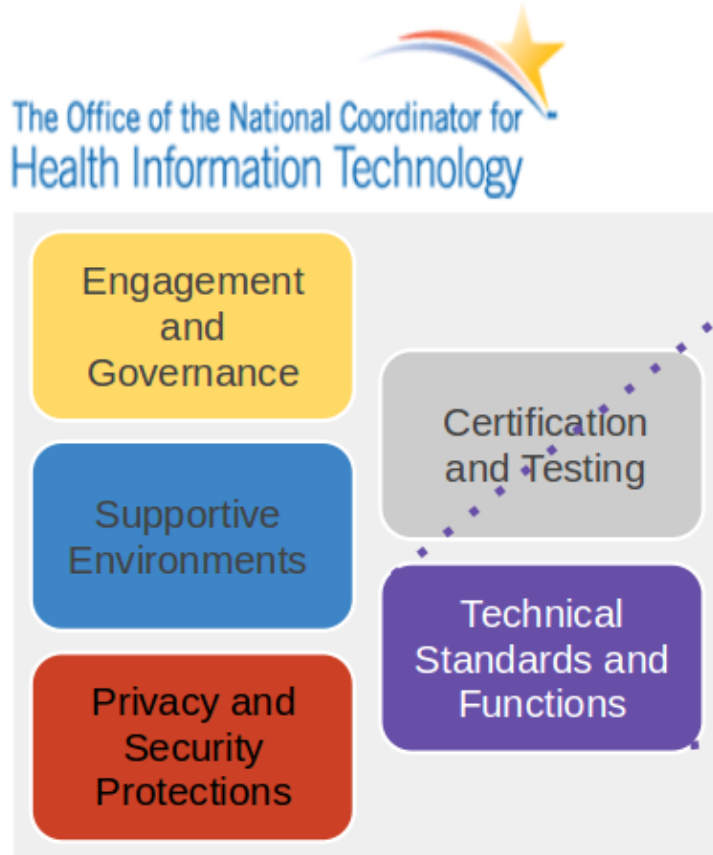 The Office of the National Coordinator for
Health Information Technology
Engagement
and
Governance
Supportive
Environments
Privacy and
Security
Protections
Certification
and Testing
Technical
Standards and
Functions